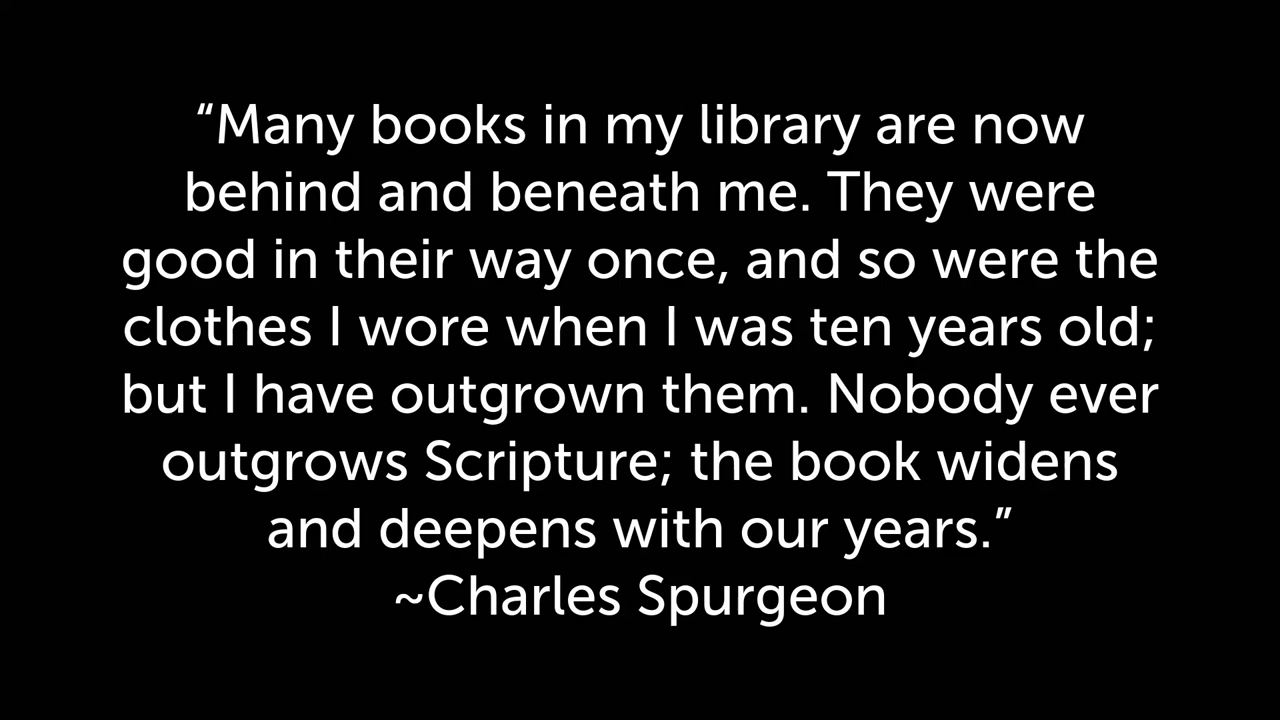 “Many books in my library are now
behind and beneath me. They were
good in their way once, and so were the
clothes I wore when I was ten years old;
but I have outgrown them. Nobody ever
outgrows Scripture; the book widens
and deepens with our years.”
~Charles Spurgeon